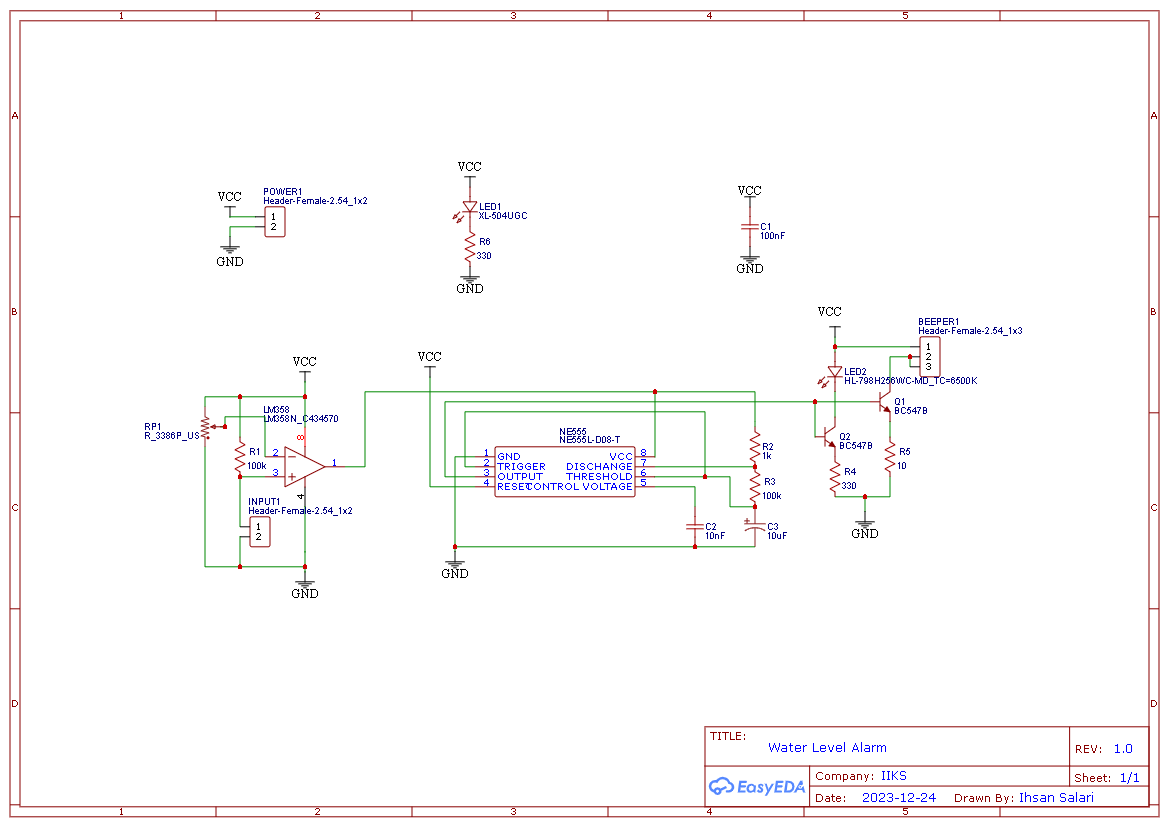 1 2 3 4 5
A A
VCC
VCC
VCC
POWER1
Header-Female-2.54_1x2
1
2
GND
LED1
XL-504UGC
R6
330
GND
C1
100nF
GND
B B
VCC
BEEPER1
Header-Female-2.54_1x3
1
2
3
LED2
HL-798H256WC-MD_TC=6500K
Q1
BC547B
Q2
BC547B
R4
330
R5
10
GND
VCC
LM358
LM358N_C434570
RP1
R_3386P_US
R1
100k
8
2
3
1
4
INPUT1
Header-Female-2.54_1x2
1
2
GND
VCC
NE555
NE555L-D08-T
1 GND VCC 8
2 TRIGGER DISCHANGE 7
3 OUTPUT THRESHOLD 6
4 RESET CONTROL VOLTAGE 5
R2
1k
R3
100k
C2
10nF
C3
10uF
GND
C C
D D
TITLE:
Water Level Alarm
REV: 1.0
EasyEDA
Company: IIKS
Sheet: 1/1
Date: 2023-12-24 Drawn By: Ihsan Salari
1 2 3 4 5